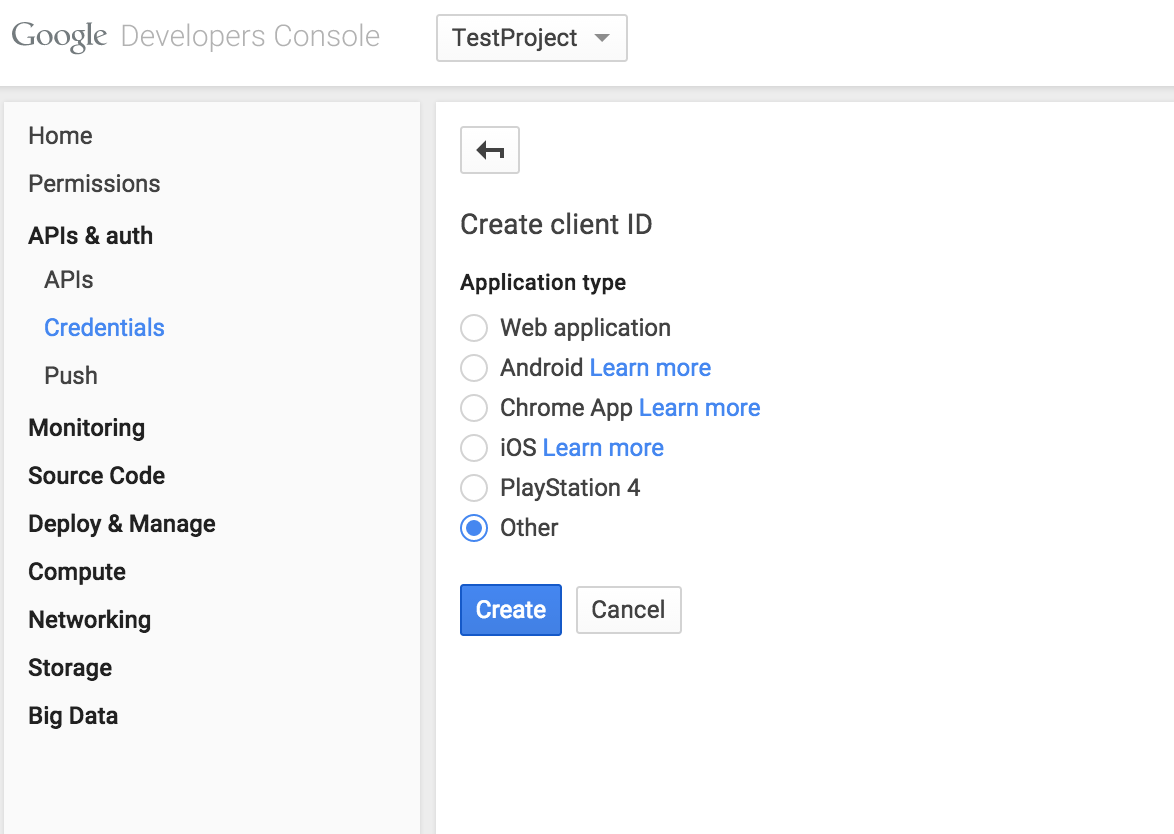 Google Developers Console
TestProject
Home
Permissions
APIs & auth
APIs
Credentials
Push
Monitoring
Source Code
Deploy & Manage
Compute
Networking
Storage
Big Data
Create client ID
Application type
Web application
Android Learn more
Chrome App Learn more
iOS Learn more
PlayStation 4
Other
Create Cancel